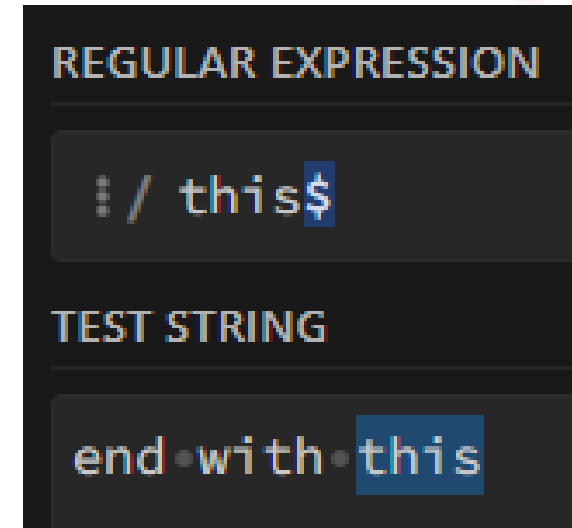 REGULAR EXPRESSION
⋮/ this$
TEST STRING
end·with·this